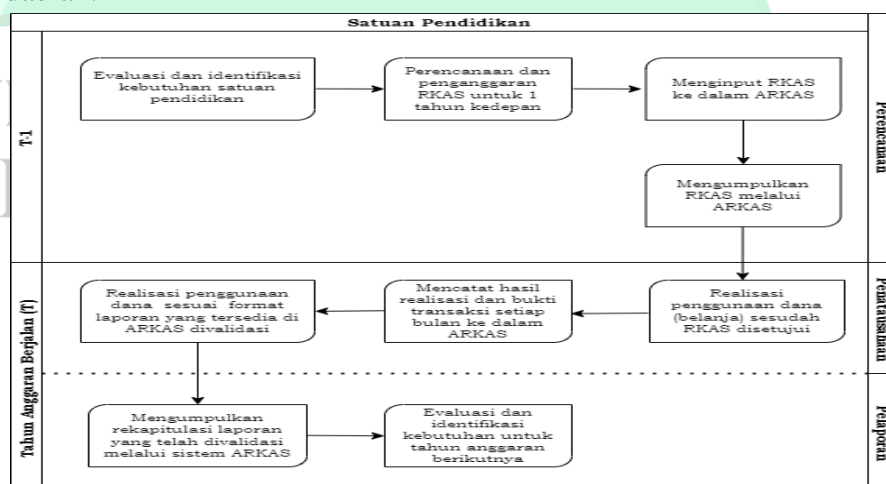 Satuan Pendidikan
T-1
Evaluasi dan identifikasi
kebutuhan satuan
pendidikan
Perencanaan dan
penganggaran
RKAS untuk 1
tahun kedepan
Menginput RKAS
ke dalam ARKAS
Mengumpulkan
RKAS melalui
ARKAS
Perencanaan
Tahun Anggaran Berjalan (T)
Realisasi penggunaan
dana sesuai format
laporan yang tersedia di
ARKAS divalidasi
Mencatat hasil
realisasi dan bukti
transaksi setiap
bulan ke dalam
ARKAS
Realisasi
penggunaan dana
(belanja) sesudah
RKAS disetujui
Penatausahaan
Mengumpulkan
rekapitulasi laporan
yang telah divalidasi
melalui sistem ARKAS
Evaluasi dan
identifikasi
kebutuhan untuk
tahun anggaran
berikutnya
Pelaporan